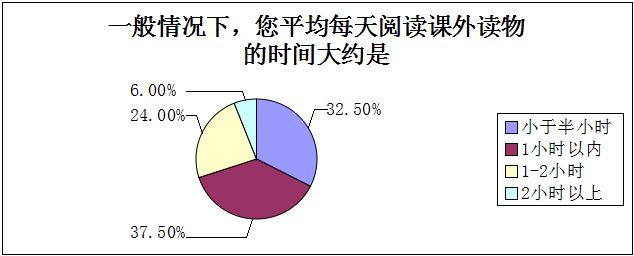 一般情况下，您平均每天阅读课外读物
的时间大约是
6.00%
24.00%
32.50%
37.50%
小于半小时
1小时以内
1-2小时
2小时以上